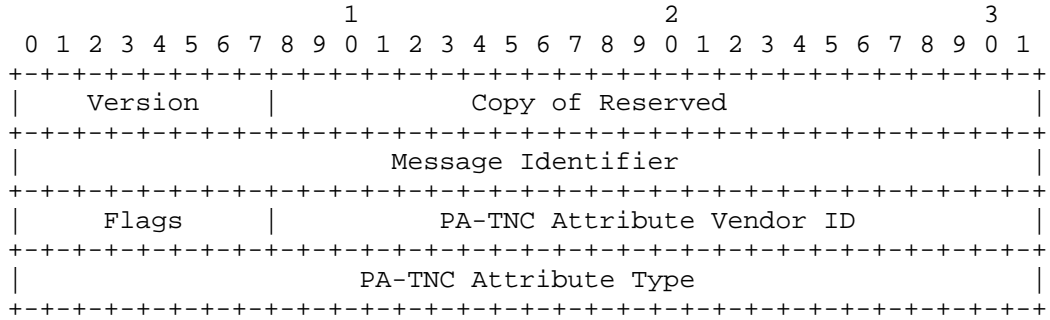 1                   2                   3
 0 1 2 3 4 5 6 7 8 9 0 1 2 3 4 5 6 7 8 9 0 1 2 3 4 5 6 7 8 9 0 1
+-+-+-+-+-+-+-+-+-+-+-+-+-+-+-+-+-+-+-+-+-+-+-+-+-+-+-+-+-+-+-+-+
|    Version    |            Copy of Reserved                   |
+-+-+-+-+-+-+-+-+-+-+-+-+-+-+-+-+-+-+-+-+-+-+-+-+-+-+-+-+-+-+-+-+
|                       Message Identifier                      |
+-+-+-+-+-+-+-+-+-+-+-+-+-+-+-+-+-+-+-+-+-+-+-+-+-+-+-+-+-+-+-+-+
|     Flags     |          PA-TNC Attribute Vendor ID           |
+-+-+-+-+-+-+-+-+-+-+-+-+-+-+-+-+-+-+-+-+-+-+-+-+-+-+-+-+-+-+-+-+
|                     PA-TNC Attribute Type                     |
+-+-+-+-+-+-+-+-+-+-+-+-+-+-+-+-+-+-+-+-+-+-+-+-+-+-+-+-+-+-+-+-+